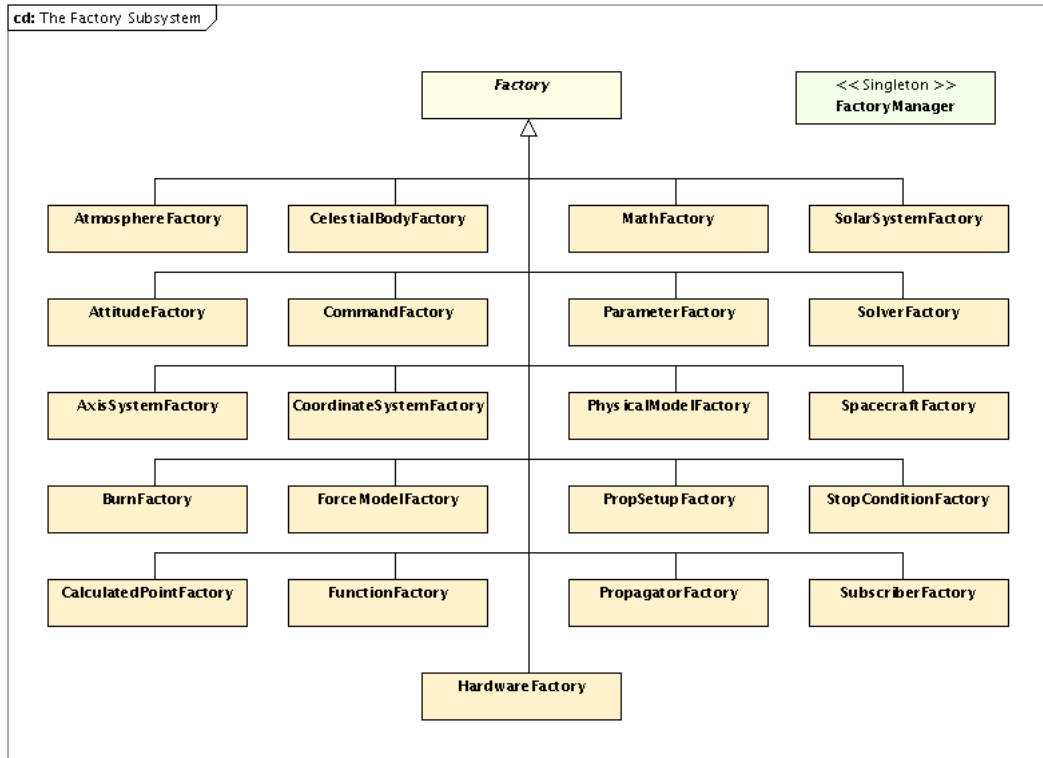 cd: The Factory Subsystem
Factory
<< Singleton >>
FactoryManager
AtmosphereFactory
CelestialBodyFactory
MathFactory
SolarSystemFactory
AttitudeFactory
CommandFactory
ParameterFactory
SolverFactory
AxisSystemFactory
CoordinateSystemFactory
PhysicalModelFactory
SpacecraftFactory
BurnFactory
ForceModelFactory
PropSetupFactory
StopConditionFactory
CalculatedPointFactory
FunctionFactory
PropagatorFactory
SubscriberFactory
HardwareFactory